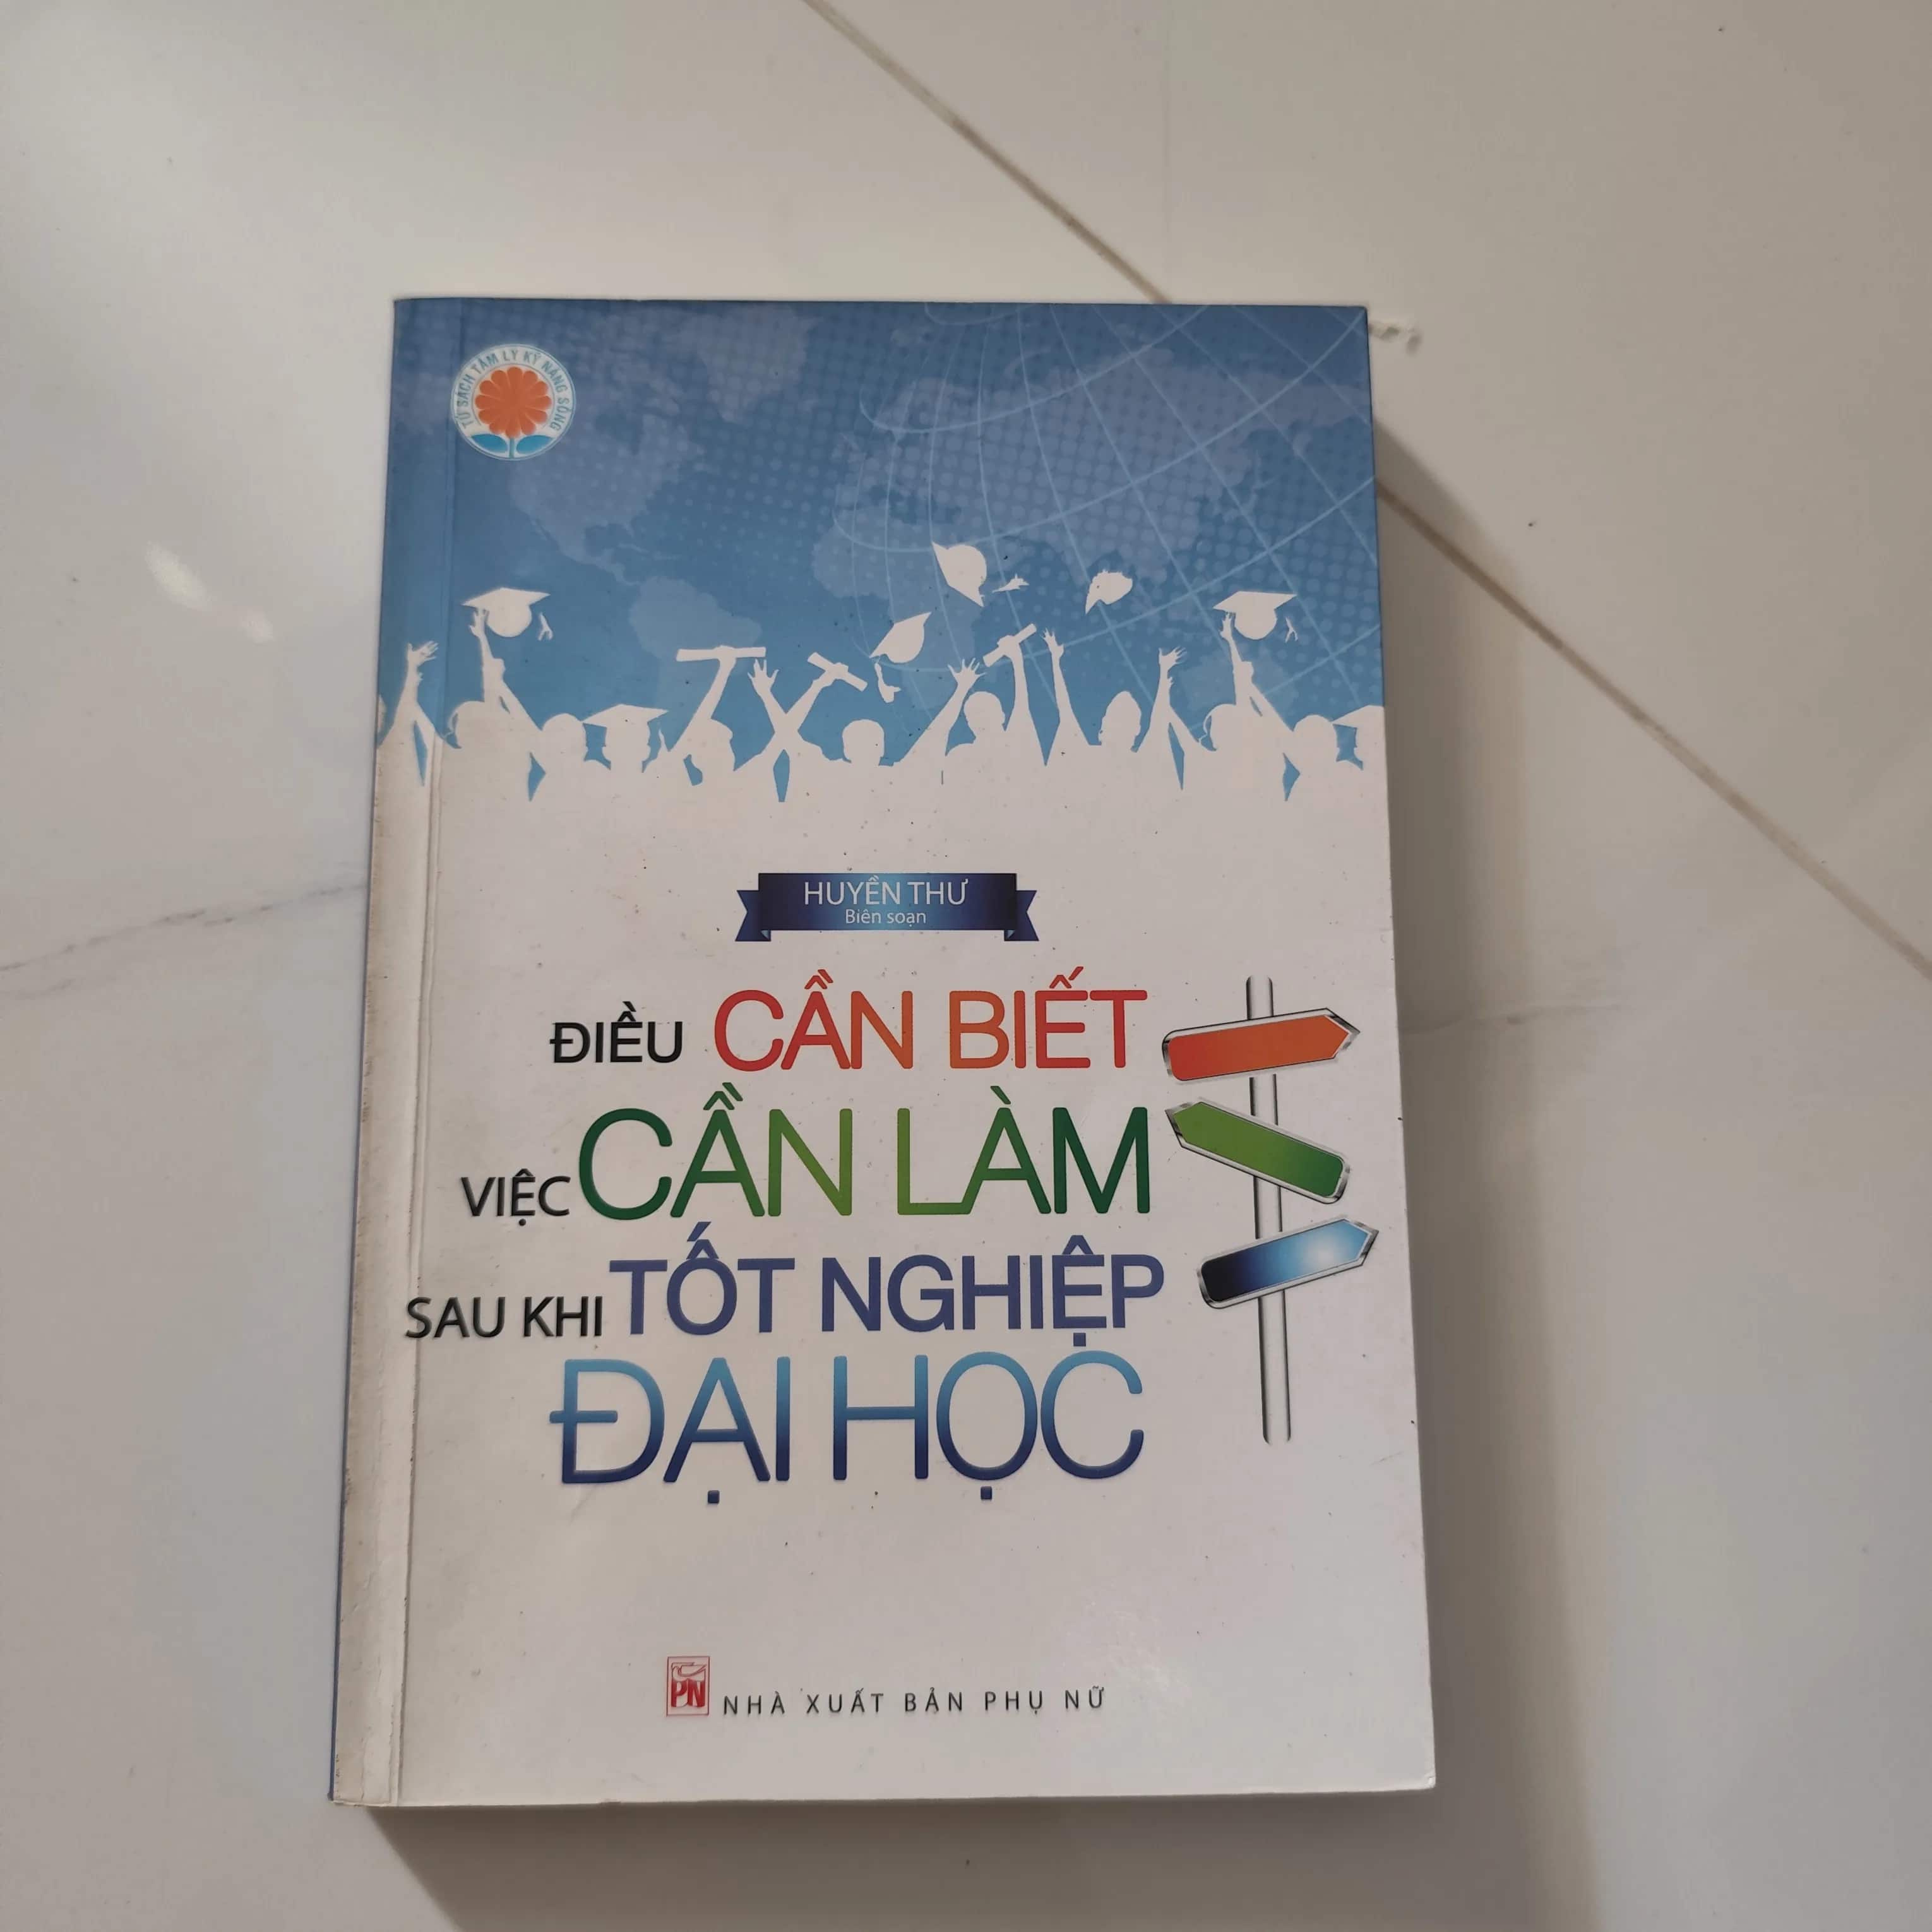 TỦ SÁCH TÂM LÝ KỸ NĂNG SỐNG
HUYỀN THƯ
Biên soạn
ĐIỀU CẦN BIẾT
VIỆC CẦN LÀM
SAU KHI TỐT NGHIỆP
ĐẠI HỌC
PN NHÀ XUẤT BẢN PHỤ NỮ